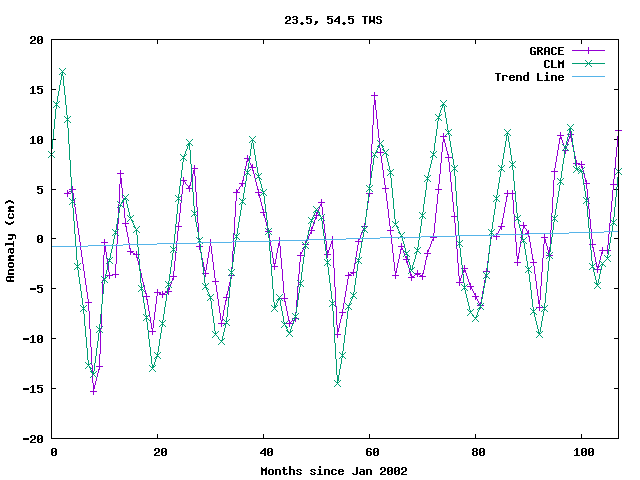 23.5, 54.5 TWS
GRACE
CLM
Trend Line
20
15
10
5
0
-5
-10
-15
-20
Anomaly (cm)
0 20 40 60 80 100
Months since Jan 2002